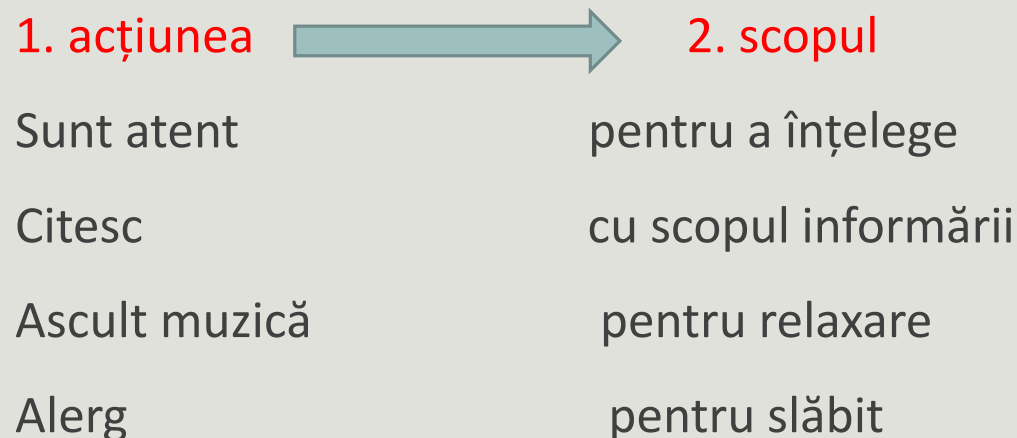 1. acțiunea 2. scopul
Sunt atent pentru a înțelege
Citesc cu scopul informării
Ascult muzică pentru relaxare
Alerg pentru slăbit